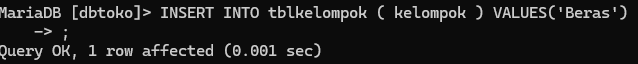 MariaDB [dbtoko]> INSERT INTO tblkelompok ( kelompok ) VALUES('Beras')
    -> ;
Query OK, 1 row affected (0.001 sec)